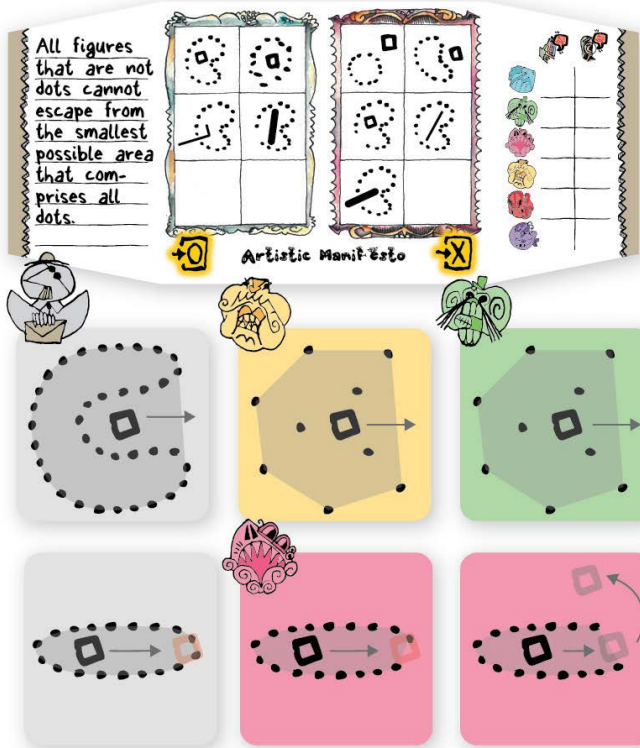 All figures
that are not
dots cannot
escape from
the smallest
possible area
that com-
prises all
dots.
O
Artistic Manifesto
X